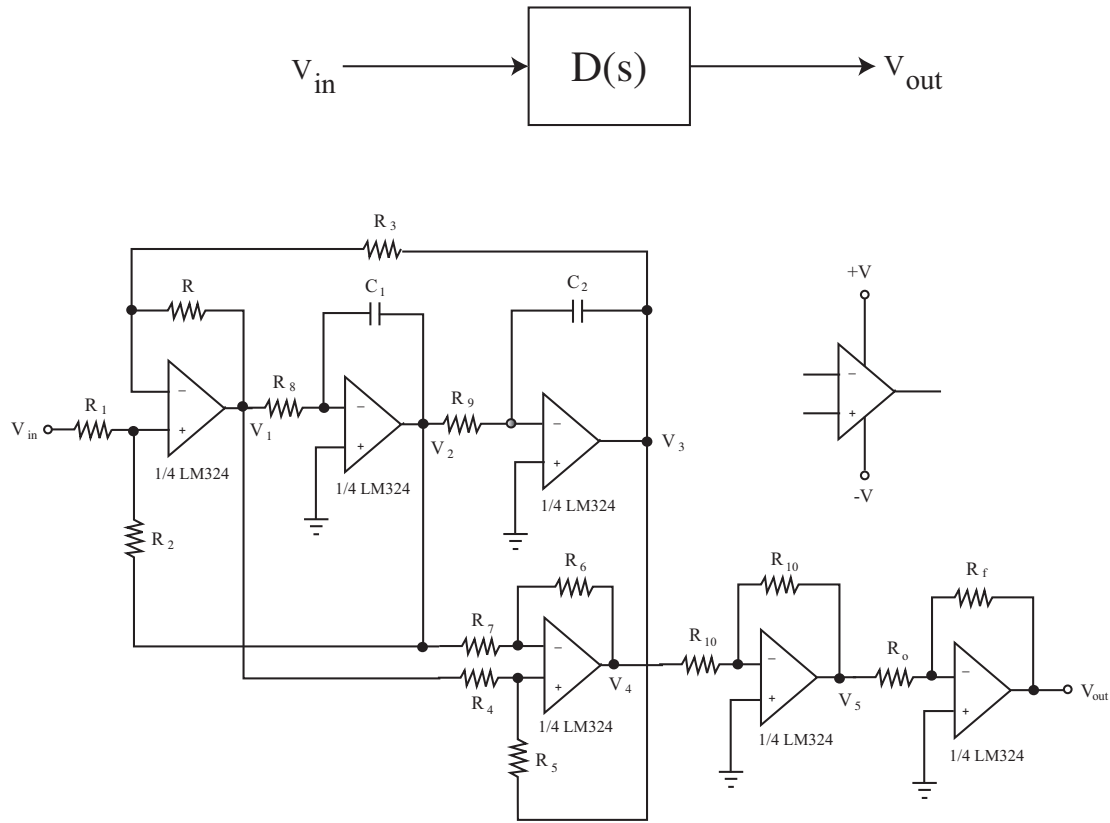 V in
D(s)
V out
R 3
R
C 1
C 2
+V
−
+
-V
R 1
V in
−
+
1/4 LM324
V 1
R 8
−
+
1/4 LM324
V 2
R 9
−
+
1/4 LM324
V 3
R 2
R 6
R 7
R 4
−
+
1/4 LM324
V 4
R 5
R 10
R 10
−
+
1/4 LM324
V 5
R o
R f
−
+
1/4 LM324
V out